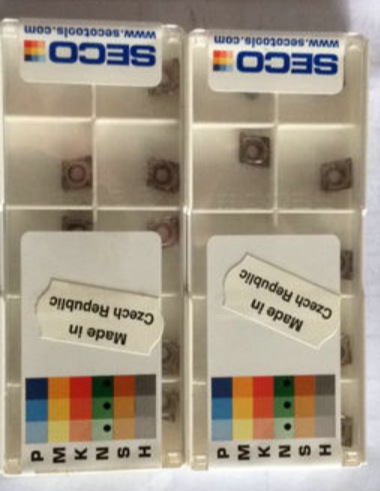 www.secotools.com
SECO
www.secotools.com
SECO
Made in
Czech Republic
Made in
Czech Republic
P
M
K
N
S
H
P
M
K
N
S
H